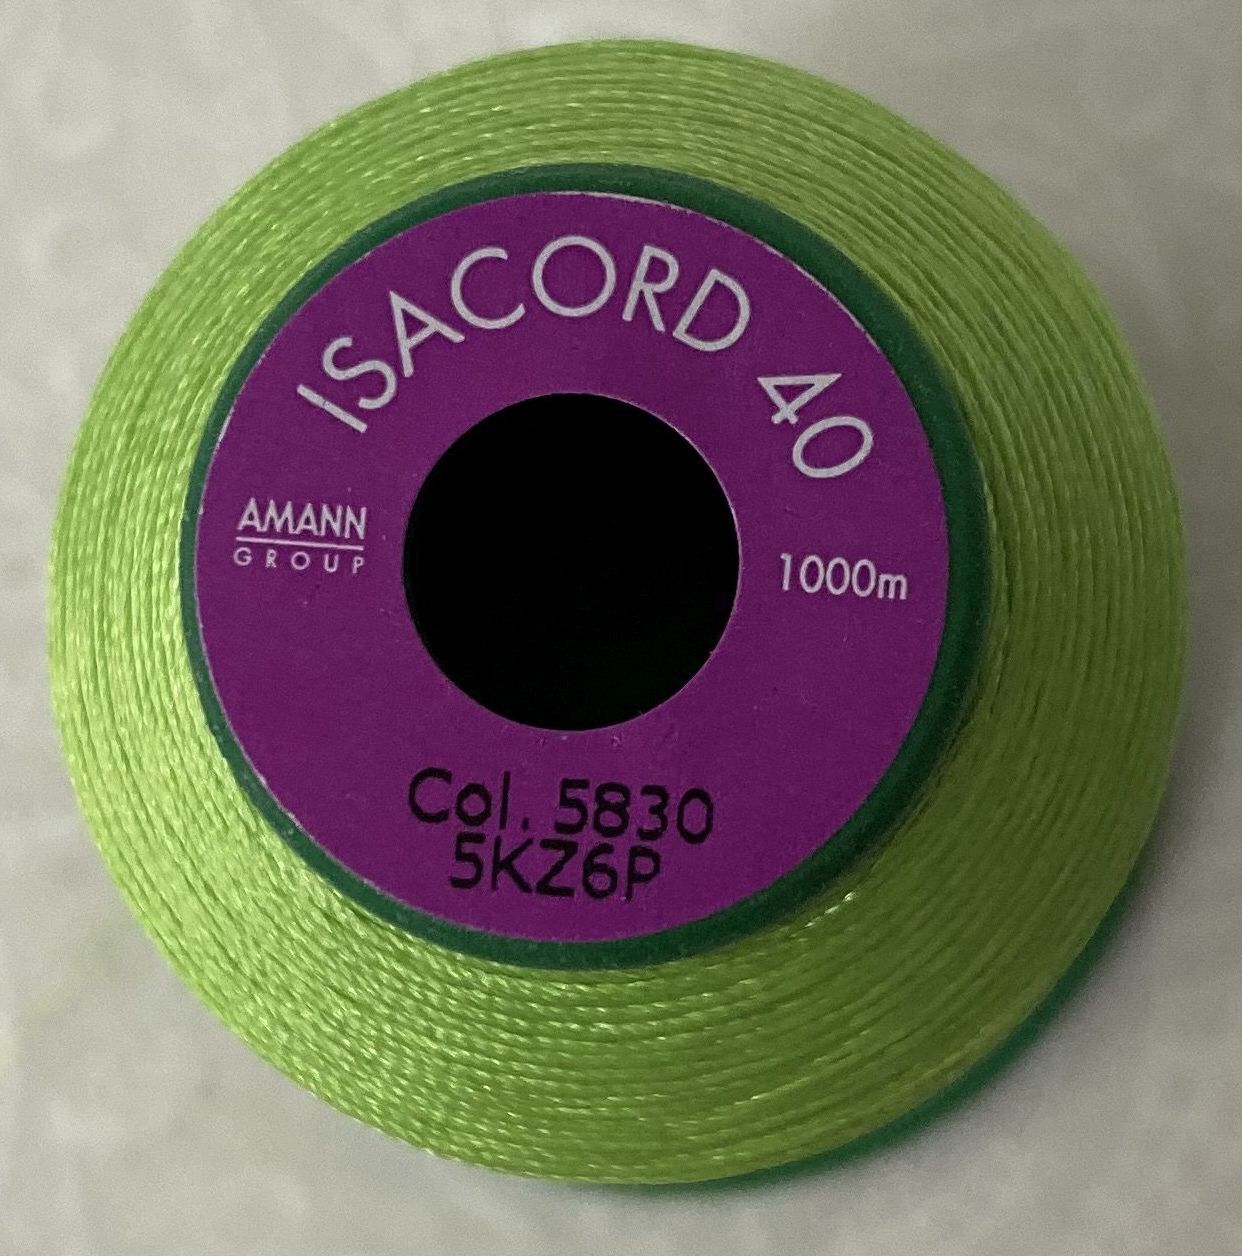 ISACORD 40
AMANN
GROUP
1000m
Col. 5830
5KZ6P